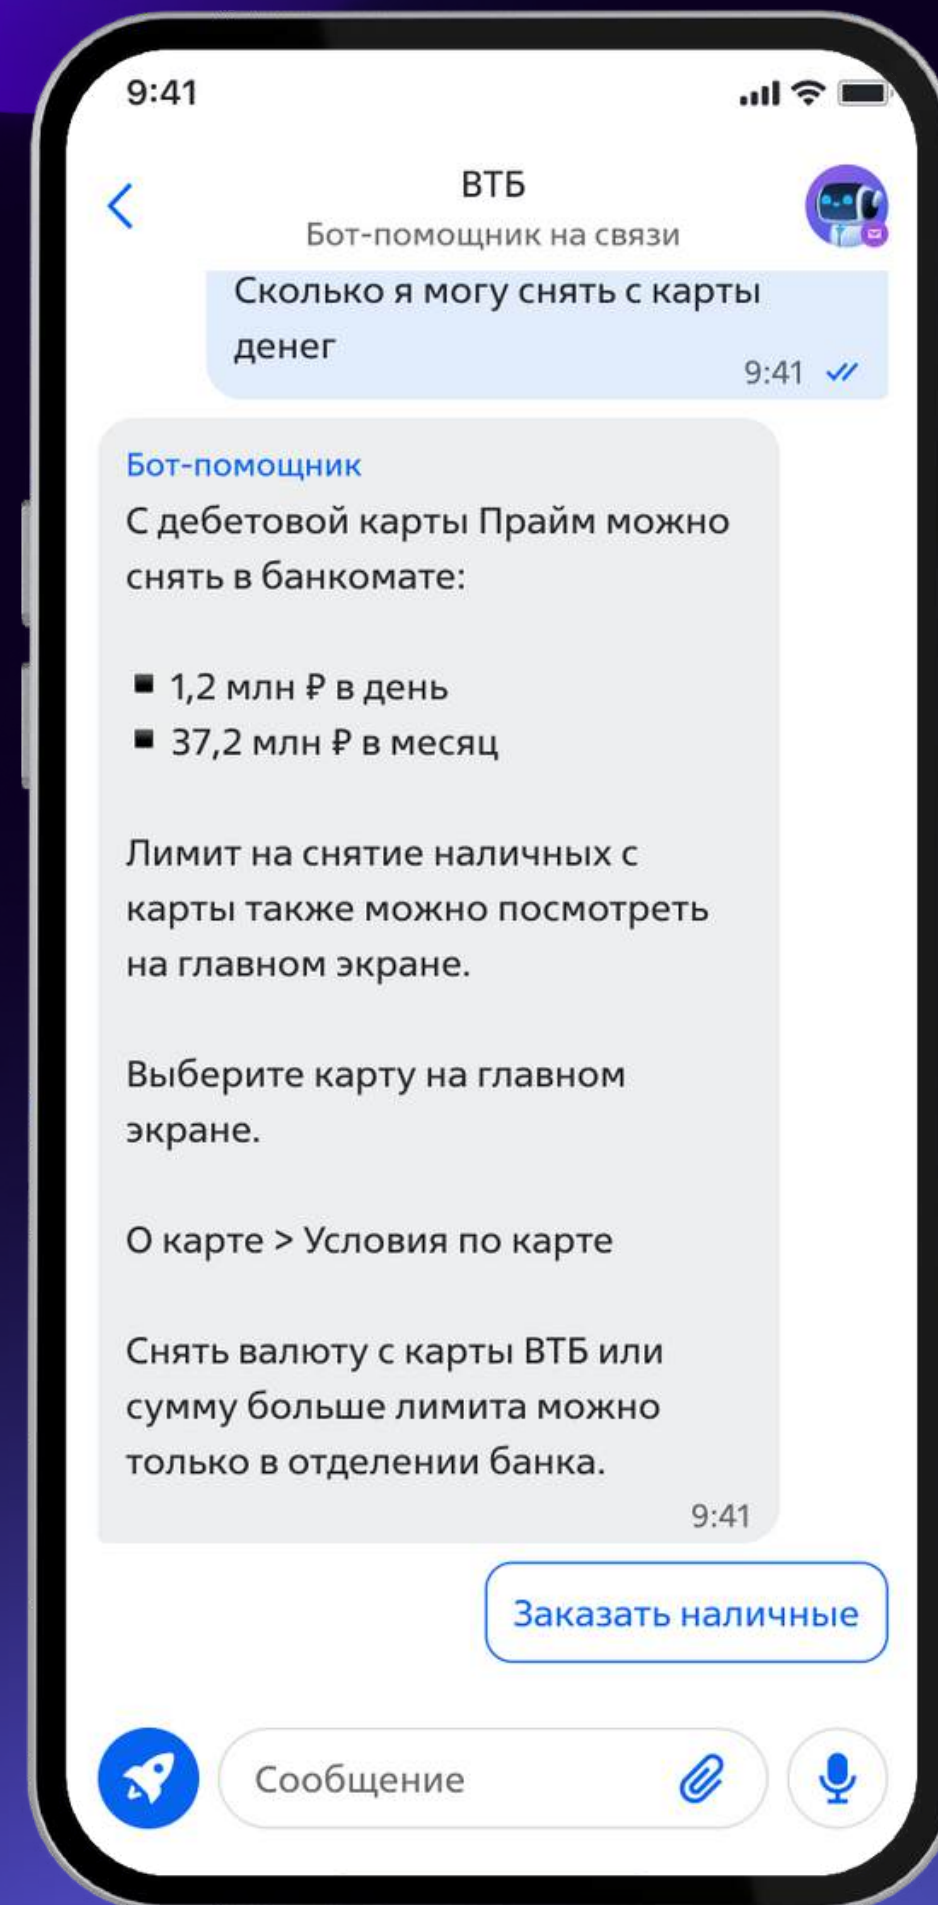 9:41
ВТБ
Бот-помощник на связи
Сколько я могу снять с карты
денег
9:41
Бот-помощник
С дебетовой карты Прайм можно
снять в банкомате:
▪ 1,2 млн ₽ в день
▪ 37,2 млн ₽ в месяц
Лимит на снятие наличных с
карты также можно посмотреть
на главном экране.
Выберите карту на главном
экране.
О карте > Условия по карте
Снять валюту с карты ВТБ или
сумму больше лимита можно
только в отделении банка.
9:41
Заказать наличные
Сообщение